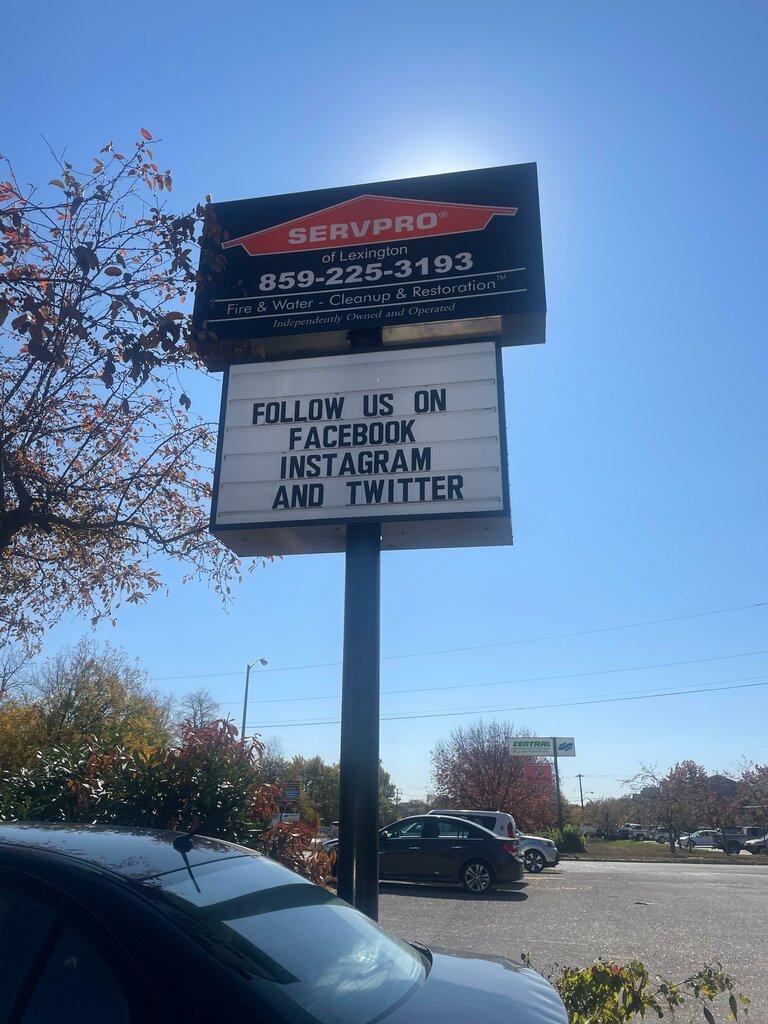 SERVPRO®
of Lexington
859-225-3193
Fire & Water - Cleanup & Restoration™
Independently Owned and Operated
FOLLOW US ON
FACEBOOK
INSTAGRAM
AND TWITTER
CENTRAL